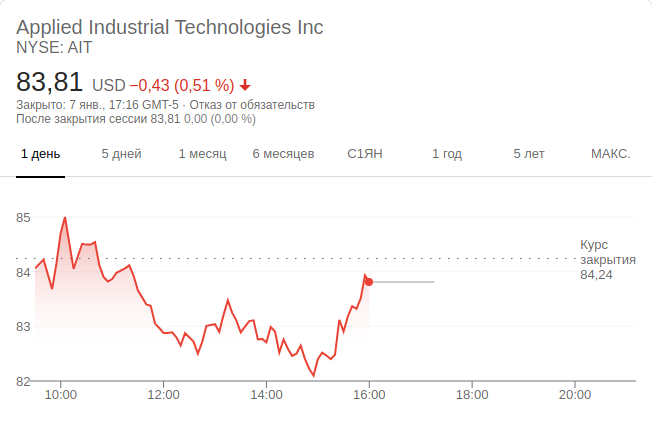 Applied Industrial Technologies Inc
NYSE: AIT
83,81 USD −0,43 (0,51 %)
Закрыто: 7 янв., 17:16 GMT-5 · Отказ от обязательств
После закрытия сессии 83,81 0,00 (0,00 %)
1 день 5 дней 1 месяц 6 месяцев С1ЯН 1 год 5 лет МАКС.
85
Курс
закрытия
84,24
84
83
82
10:00 12:00 14:00 16:00 18:00 20:00